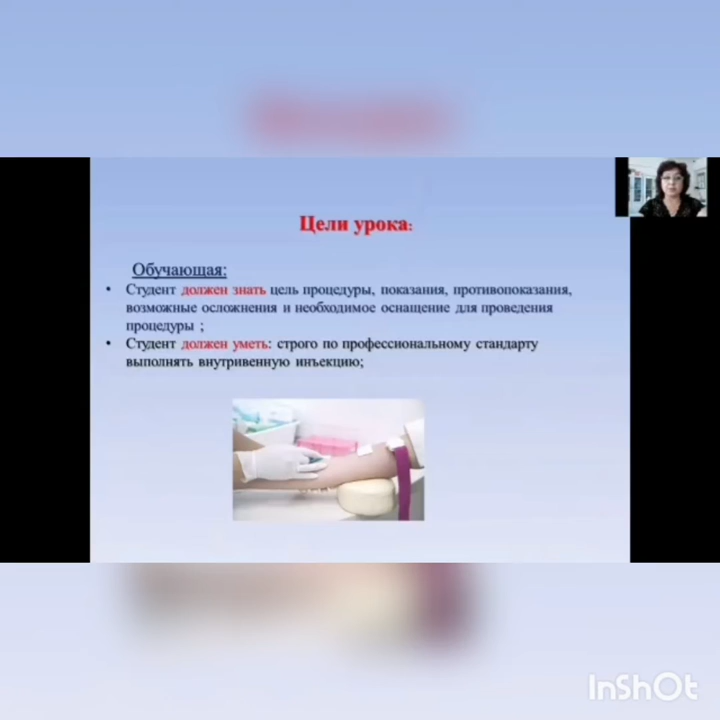 Цели урока:
Обучающая:
• Студент должен знать цель процедуры, показания, противопоказания,
возможные осложнения и необходимое оснащение для проведения
процедуры ;
• Студент должен уметь: строго по профессиональному стандарту
выполнять внутривенную инъекцию;
InShOt